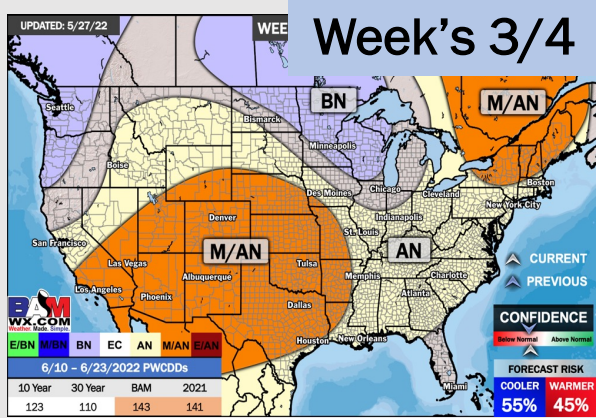 UPDATED: 5/27/22
WEE
Week's 3/4
Seattle
BN
M/AN
Bismarck
Minneapolis
Boise
Des Moines
Chicago
Cleveland
Boston
New York City
Denver
Indianapolis
San Francisco
St. Louis
M/AN
AN
Las Vegas
Tulsa
Albuquerque
Memphis
Charlotte
Los Angeles
Phoenix
Atlanta
Dallas
Houston
New Orleans
Miami
CURRENT
PREVIOUS
BAM
WX.COM
Weather. Made. Simple.
E/BN M/BN BN EC AN M/AN E/AN
6/10 – 6/23/2022 PWCDDs
10 Year 30 Year BAM 2021
123 110 143 141
CONFIDENCE
Below Normal Above Normal
FORECAST RISK
COOLER WARMER
55% 45%